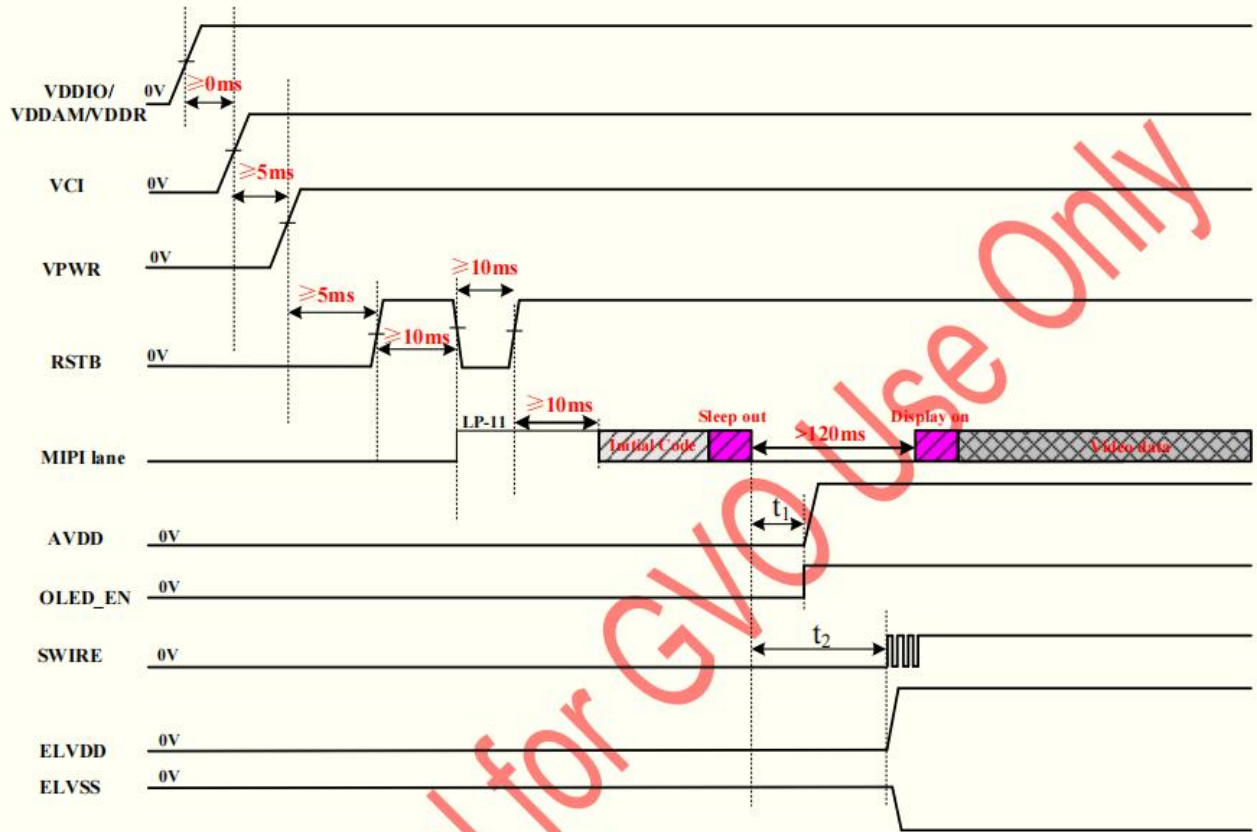 VDDIO/
VDDAM/VDDR
0V
≥0ms
VCI
0V
≥5ms
VPWR
0V
≥5ms
≥10ms
≥10ms
RSTB
0V
≥10ms
MIPI lane
LP-11
Initial Code
Sleep out
>120ms
Display on
Video data
AVDD
0V
t1
OLED_EN
0V
SWIRE
0V
t2
ELVDD
0V
ELVSS
0V
for GVO Use Only